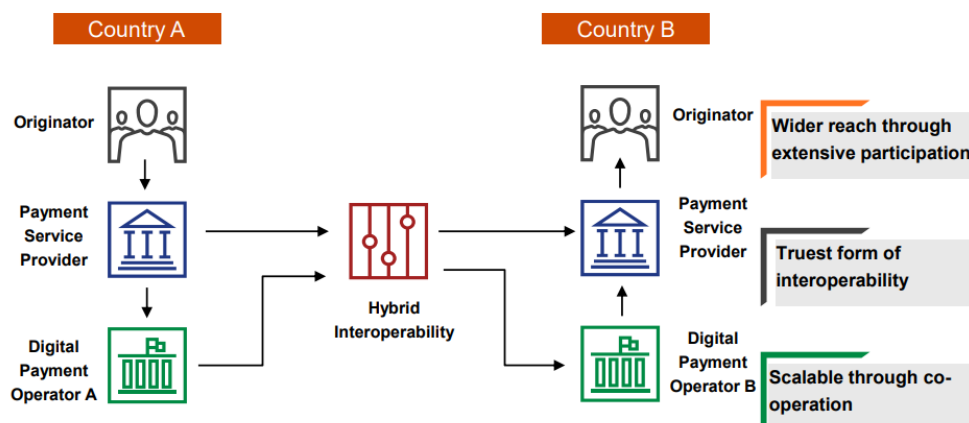 Country A
Country B
Originator
Originator
Wider reach through
extensive participation
Payment
Service
Provider
Hybrid
Interoperability
Payment
Service
Provider
Truest form of
interoperability
Digital
Payment
Operator A
Digital
Payment
Operator B
Scalable through co-
operation